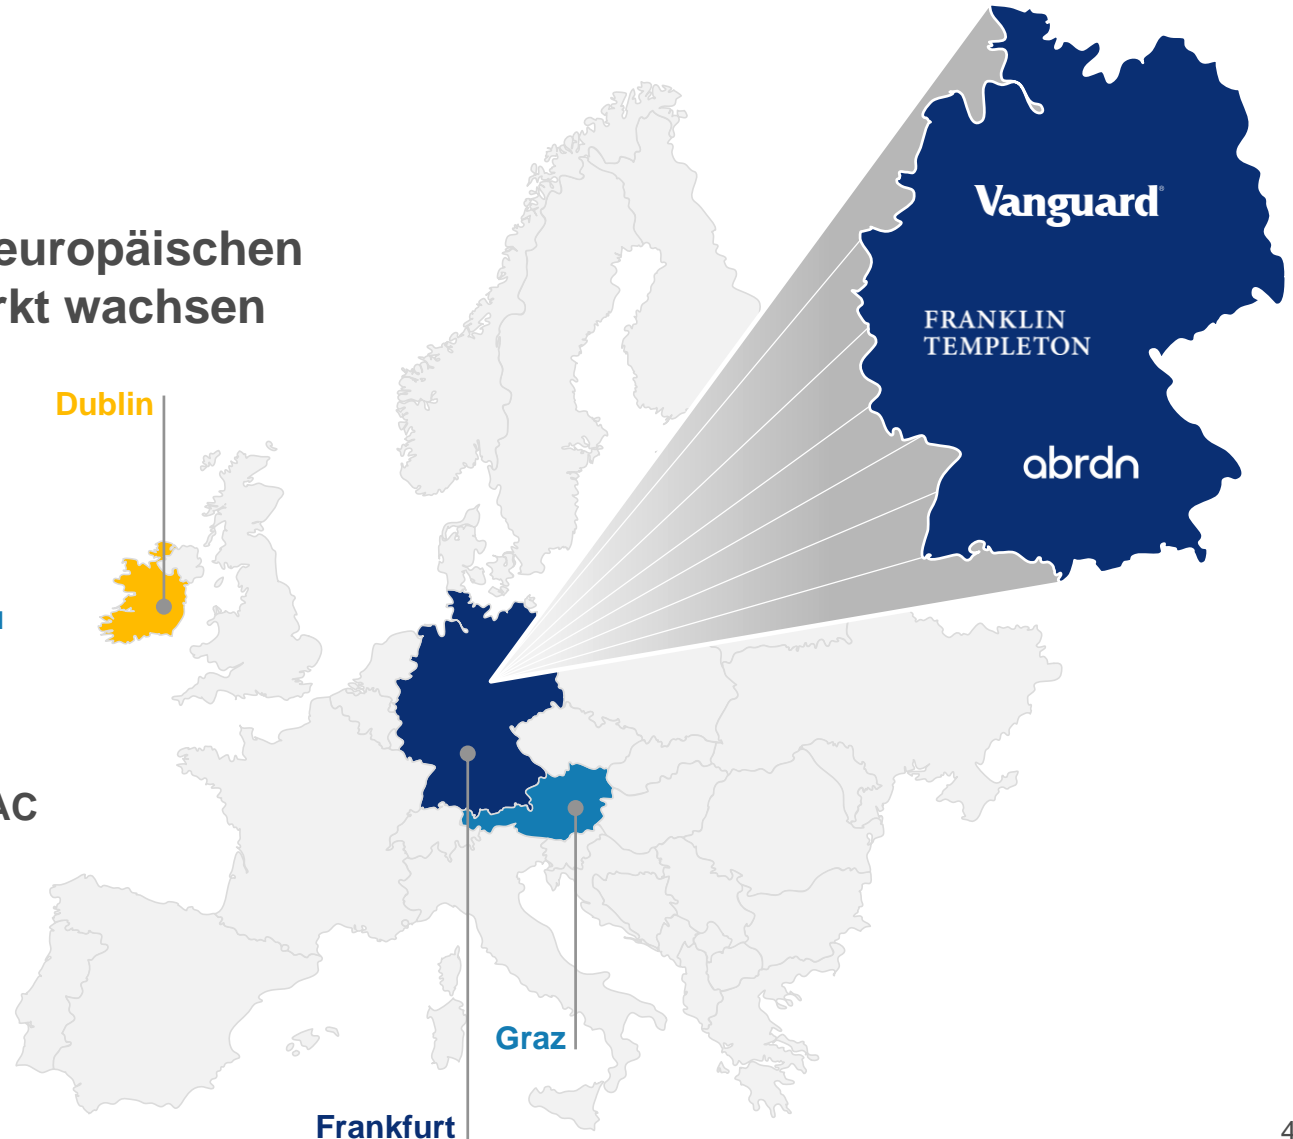 europäischen
rkt wachsen
Dublin
AC
Graz
Frankfurt
Vanguard®
FRANKLIN
TEMPLETON
abrdn
4